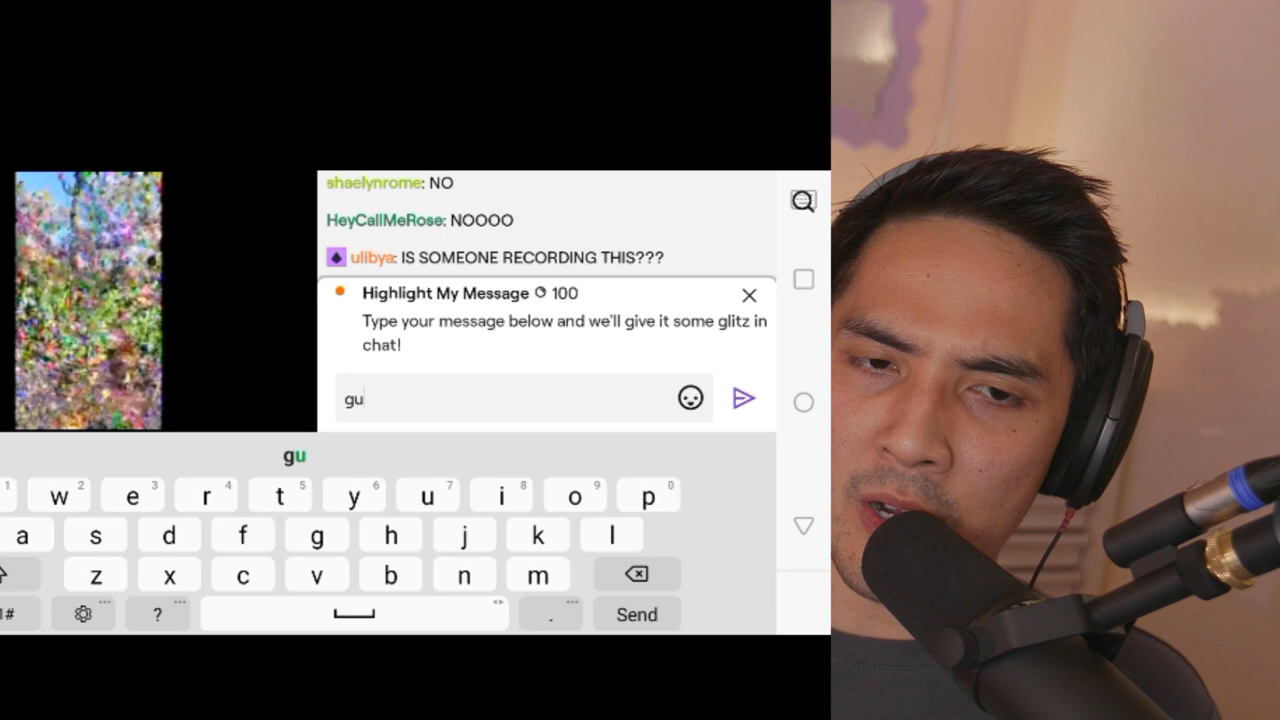 shaelynrome: NO
HeyCallMeRose: NOOOO
ulibya: IS SOMEONE RECORDING THIS???
Highlight My Message 100
Type your message below and we'll give it some glitz in
chat!
gu
gu
1 2 3 4 5 6 7 8 9 0
w e r t y u i o p
a s d f g h j k l
z x c v b n m
1# ? . Send